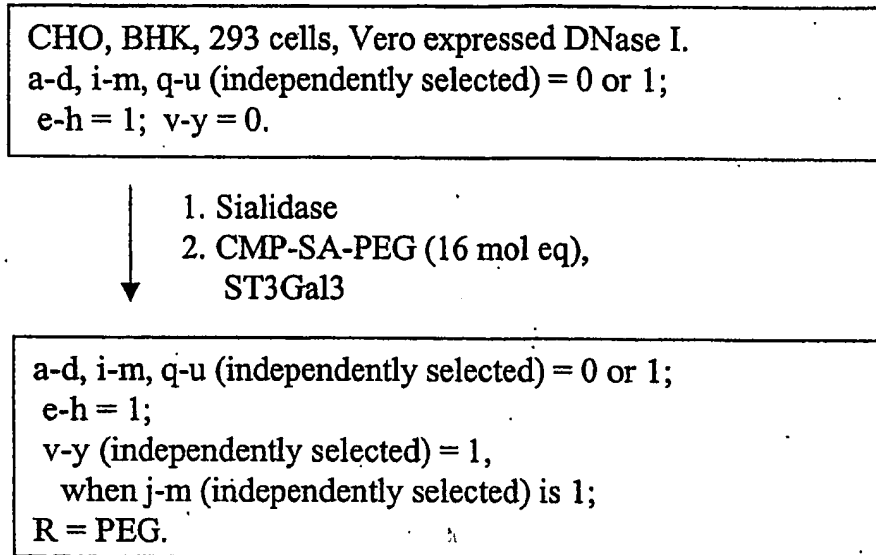 CHO, BHK, 293 cells, Vero expressed DNase I.
a-d, i-m, q-u (independently selected) = 0 or 1;
e-h = 1; v-y = 0.
1. Sialidase
2. CMP-SA-PEG (16 mol eq),
ST3Gal3
a-d, i-m, q-u (independently selected) = 0 or 1;
e-h = 1;
v-y (independently selected) = 1,
when j-m (independently selected) is 1;
R = PEG.